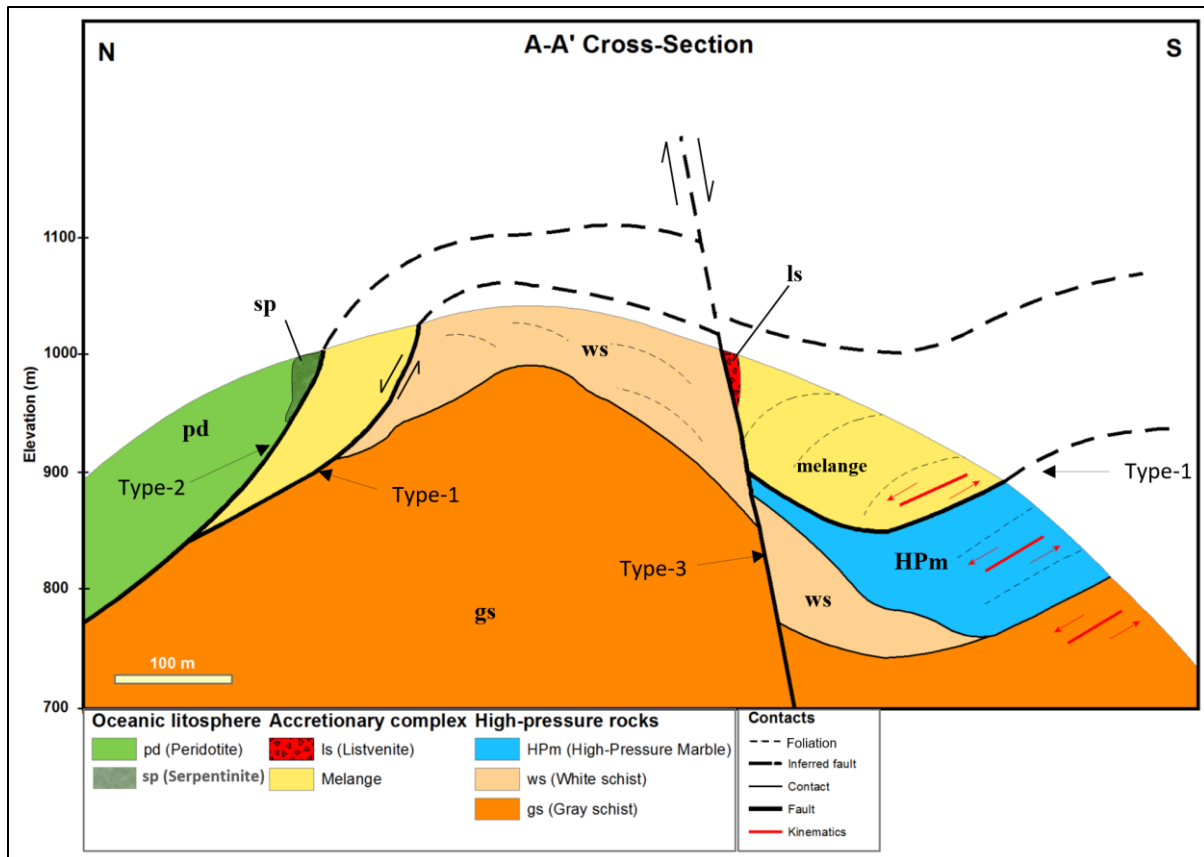 A-A' Cross-Section
N
S
Elevation (m)
1100
1000
900
800
700
sp
ls
ws
pd
melange
Type-2
Type-1
Type-1
Type-3
HPm
ws
gs
100 m
Oceanic litosphere
pd (Peridotite)
sp (Serpentinite)
Accretionary complex
ls (Listvenite)
Melange
High-pressure rocks
HPm (High-Pressure Marble)
ws (White schist)
gs (Gray schist)
Contacts
Foliation
Inferred fault
Contact
Fault
Kinematics